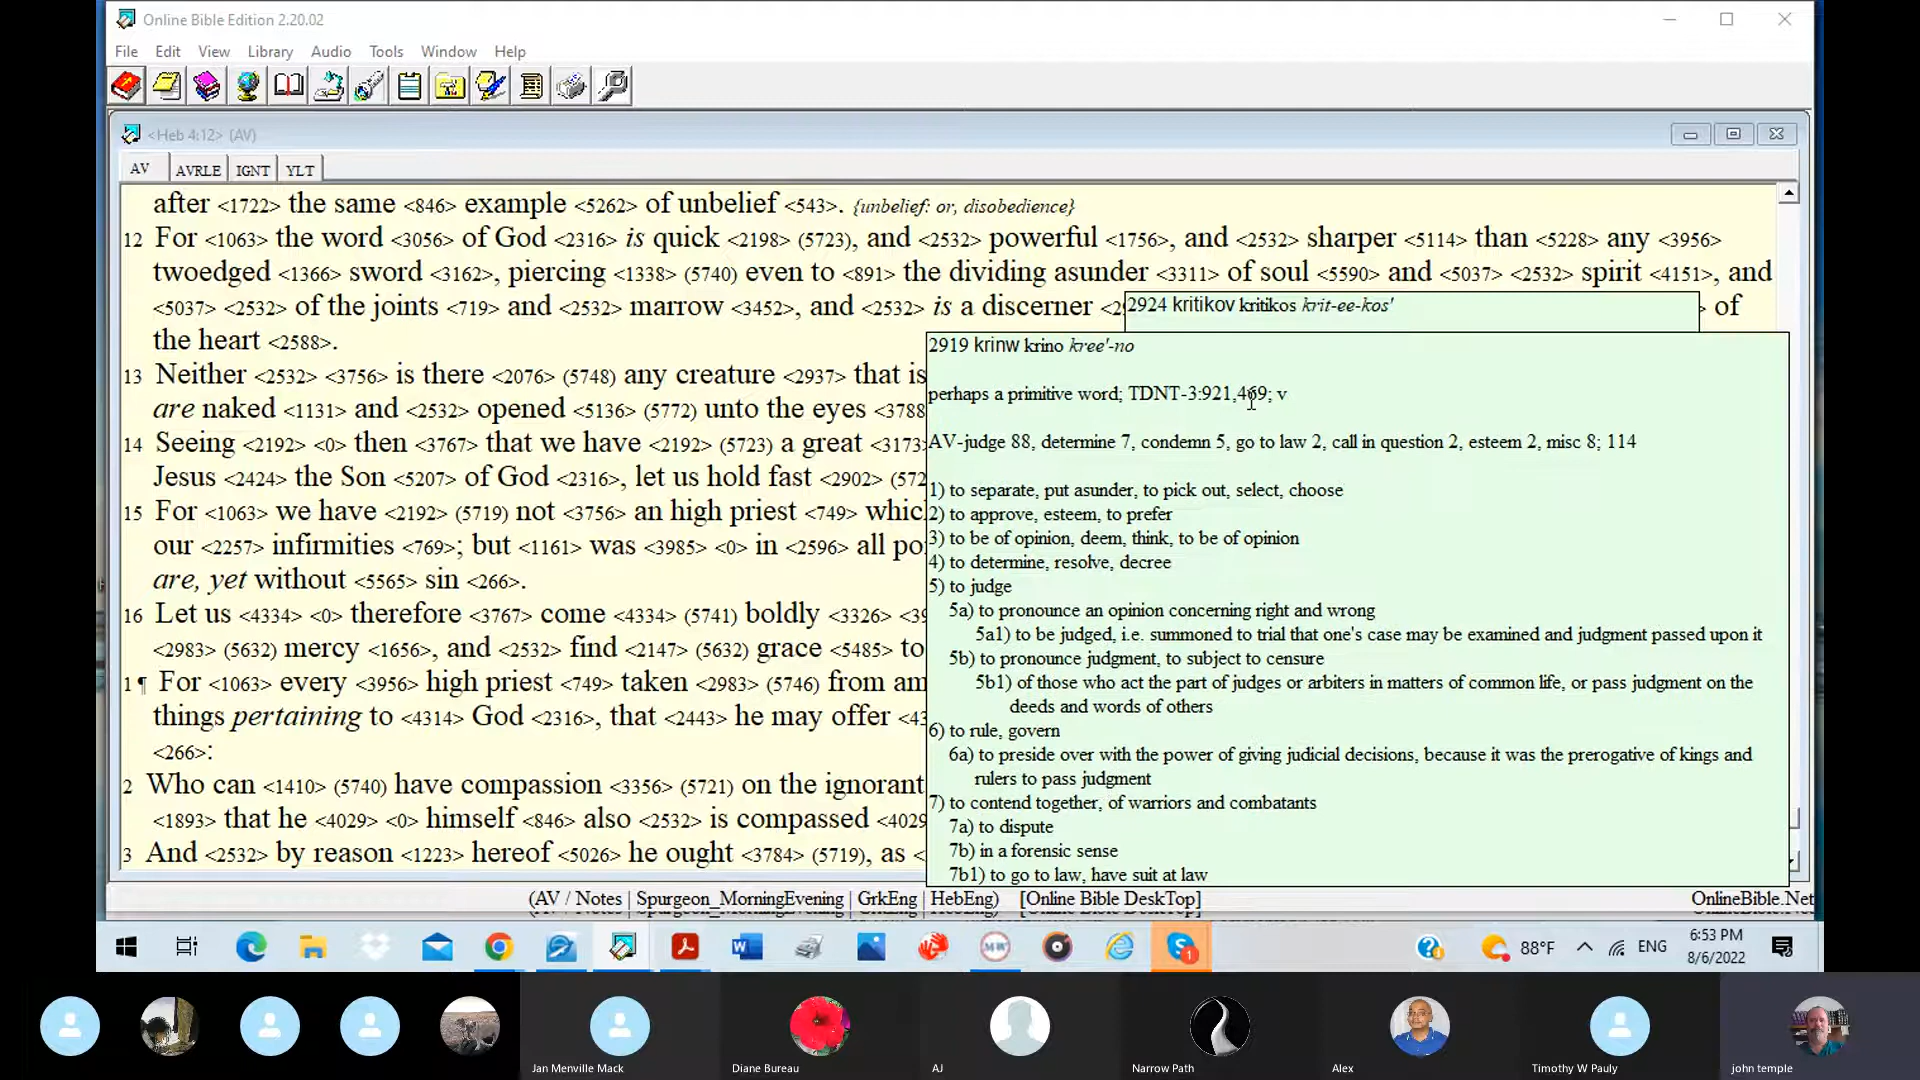 Online Bible Edition 2.20.02
File Edit View Library Audio Tools Window Help
<Heb 4:12> (AV)
AV AVRLE IGNT YLT
after <1722> the same <846> example <5262> of unbelief <543>. {unbelief: or, disobedience}
12 For <1063> the word <3056> of God <2316> is quick <2198> (5723), and <2532> powerful <1756>, and <2532> sharper <5114> than <5228> any <3956>
twoedged <1366> sword <3162>, piercing <1338> (5740) even to <891> the dividing asunder <3311> of soul <5590> and <5037> <2532> spirit <4151>, and
<5037> <2532> of the joints <719> and <2532> marrow <3452>, and <2532> is a discerner <2 > of
the heart <2588>.
13 Neither <2532> <3756> is there <2076> (5748) any creature <2937> that is
are naked <1131> and <2532> opened <5136> (5772) unto the eyes <3788
14 Seeing <2192> <0> then <3767> that we have <2192> (5723) a great <3173>
Jesus <2424> the Son <5207> of God <2316>, let us hold fast <2902> (572
15 For <1063> we have <2192> (5719) not <3756> an high priest <749> whic
our <2257> infirmities <769>; but <1161> was <3985> <0> in <2596> all po
are, yet without <5565> sin <266>.
16 Let us <4334> <0> therefore <3767> come <4334> (5741) boldly <3326> <39
<2983> (5632) mercy <1656>, and <2532> find <2147> (5632) grace <5485> to
1 ¶ For <1063> every <3956> high priest <749> taken <2983> (5746) from am
things pertaining to <4314> God <2316>, that <2443> he may offer <43
<266>:
2 Who can <1410> (5740) have compassion <3356> (5721) on the ignorant
<1893> that he <4029> <0> himself <846> also <2532> is compassed <4029
3 And <2532> by reason <1223> hereof <5026> he ought <3784> (5719), as <
2924 kritikov kritikos krit-ee-kos'
2919 krinw krino kree'-no
perhaps a primitive word; TDNT-3:921,469; v
AV-judge 88, determine 7, condemn 5, go to law 2, call in question 2, esteem 2, misc 8; 114
1) to separate, put asunder, to pick out, select, choose
2) to approve, esteem, to prefer
3) to be of opinion, deem, think, to be of opinion
4) to determine, resolve, decree
5) to judge
5a) to pronounce an opinion concerning right and wrong
5a1) to be judged, i.e. summoned to trial that one's case may be examined and judgment passed upon it
5b) to pronounce judgment, to subject to censure
5b1) of those who act the part of judges or arbiters in matters of common life, or pass judgment on the
deeds and words of others
6) to rule, govern
6a) to preside over with the power of giving judicial decisions, because it was the prerogative of kings and
rulers to pass judgment
7) to contend together, of warriors and combatants
7a) to dispute
7b) in a forensic sense
7b1) to go to law, have suit at law
(AV / Notes | Spurgeon_MorningEvening | GrkEng | HebEng) [Online Bible DeskTop] OnlineBible.Net
88°F ENG 6:53 PM
8/6/2022
Jan Menville Mack Diane Bureau AJ Narrow Path Alex Timothy W Pauly john temple